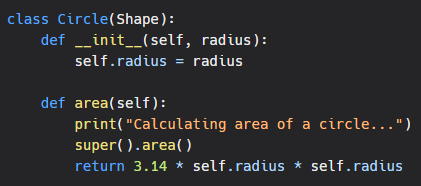 class Circle(Shape):
    def __init__(self, radius):
        self.radius = radius

    def area(self):
        print("Calculating area of a circle...")
        super().area()
        return 3.14 * self.radius * self.radius